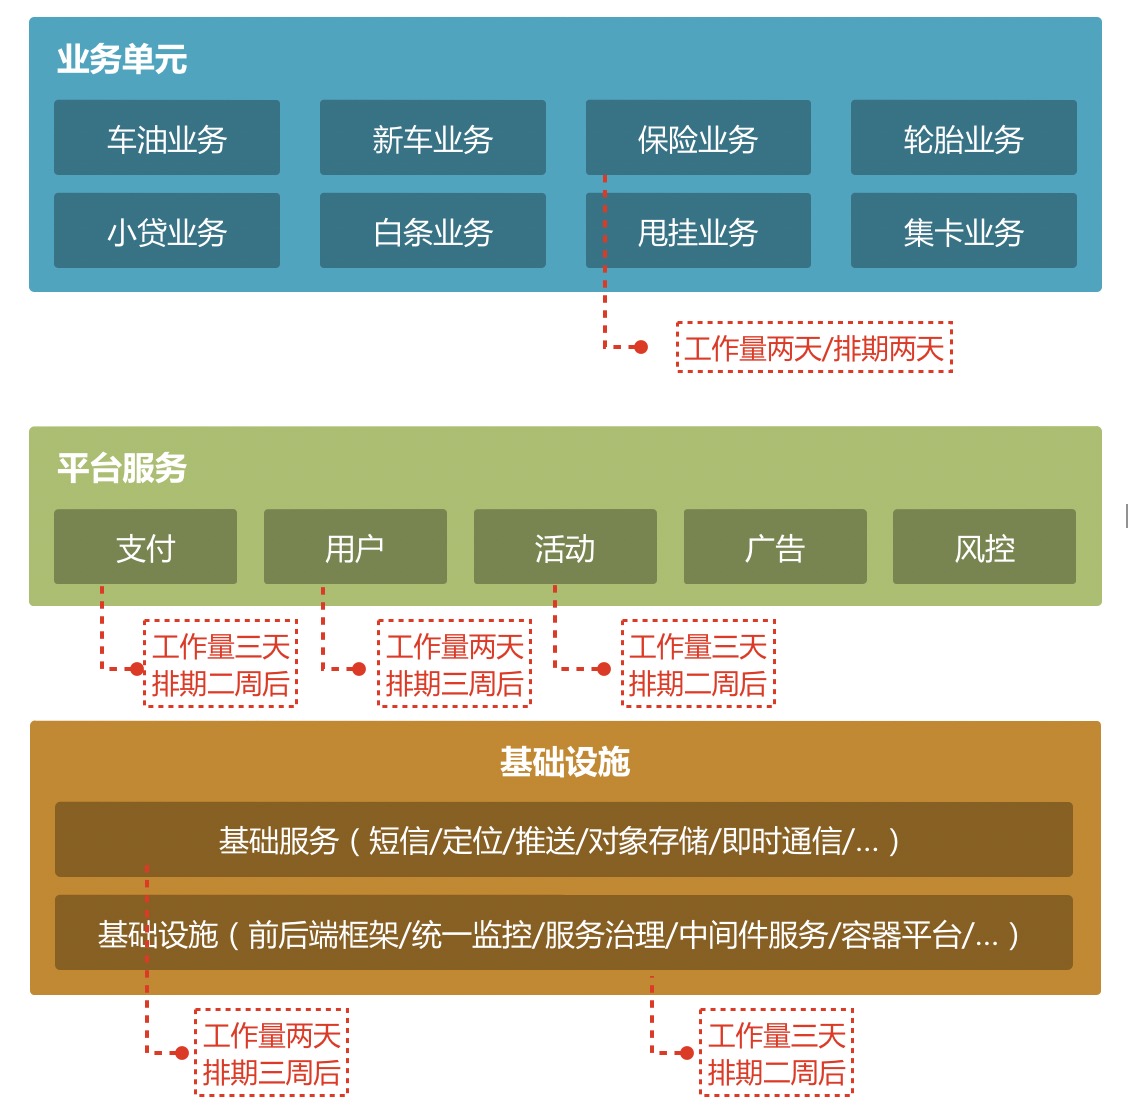 业务单元
车油业务
新车业务
保险业务
轮胎业务
小贷业务
白条业务
甩挂业务
集卡业务
工作量两天/排期两天
平台服务
支付
用户
活动
广告
风控
工作量三天
排期二周后
工作量两天
排期三周后
工作量三天
排期二周后
基础设施
基础服务（短信/定位/推送/对象存储/即时通信/...）
基础设施（前后端框架/统一监控/服务治理/中间件服务/容器平台/...）
工作量两天
排期三周后
工作量三天
排期二周后